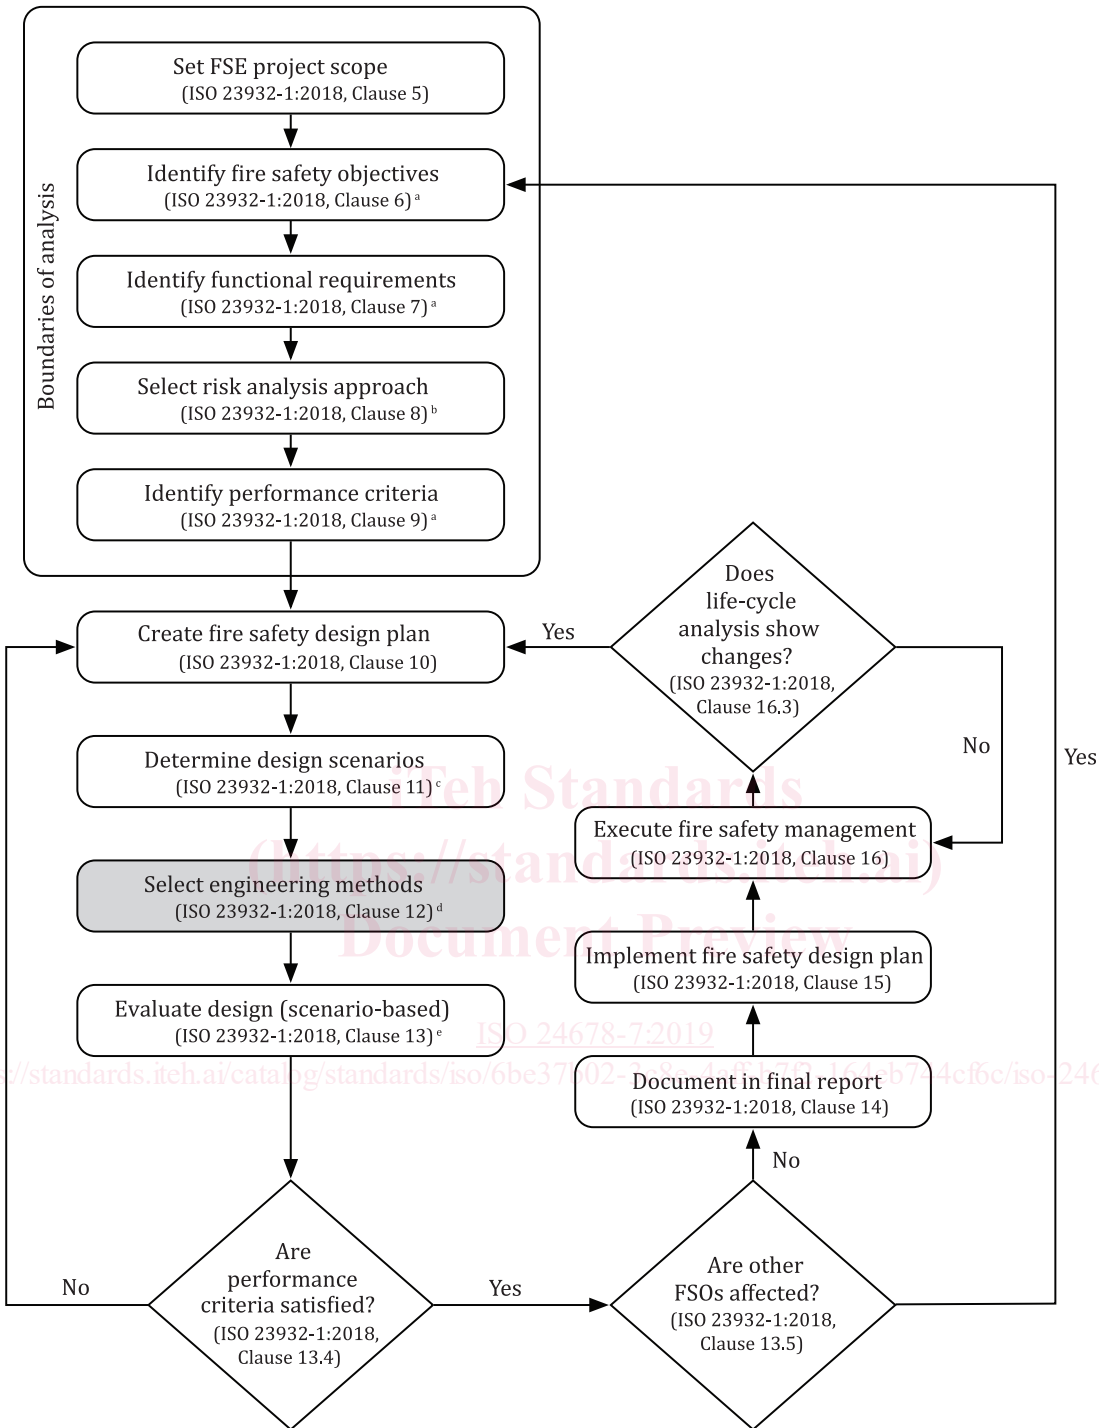 Boundaries of analysis
Set FSE project scope
(ISO 23932-1:2018, Clause 5)
Identify fire safety objectives
(ISO 23932-1:2018, Clause 6) a
Identify functional requirements
(ISO 23932-1:2018, Clause 7) a
Select risk analysis approach
(ISO 23932-1:2018, Clause 8) b
Identify performance criteria
(ISO 23932-1:2018, Clause 9) a
Create fire safety design plan
(ISO 23932-1:2018, Clause 10)
Determine design scenarios
(ISO 23932-1:2018, Clause 11) c
Select engineering methods
(ISO 23932-1:2018, Clause 12) d
Evaluate design (scenario-based)
(ISO 23932-1:2018, Clause 13) e
Are
performance
criteria satisfied?
(ISO 23932-1:2018,
Clause 13.4)
No
Yes
Are other
FSOs affected?
(ISO 23932-1:2018,
Clause 13.5)
No
Yes
Document in final report
(ISO 23932-1:2018, Clause 14)
Implement fire safety design plan
(ISO 23932-1:2018, Clause 15)
Execute fire safety management
(ISO 23932-1:2018, Clause 16)
Does
life-cycle
analysis show
changes?
(ISO 23932-1:2018,
Clause 16.3)
Yes
No
iTeh Standards
(https://standards.iteh.ai)
Document Preview
ISO 24678-7:2019